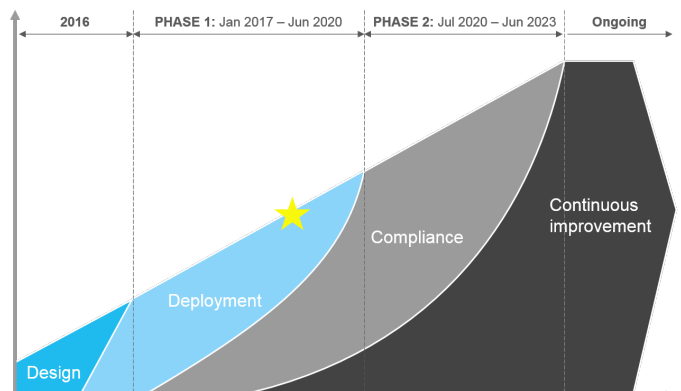 2016
PHASE 1: Jan 2017 – Jun 2020
PHASE 2: Jul 2020 – Jun 2023
Ongoing
Continuous
improvement
Compliance
Deployment
Design